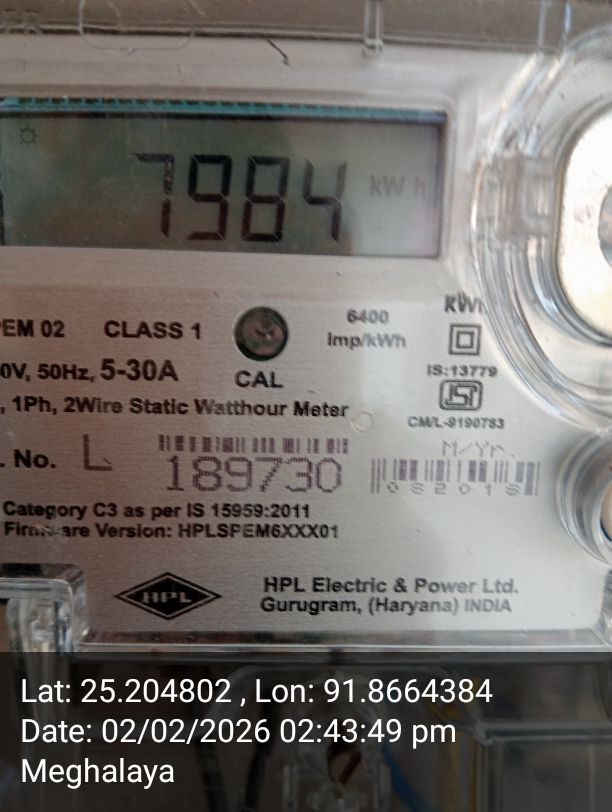 7984 kW h
KWh
PEM 02 CLASS 1
6400
Imp/kWh
0V, 50Hz, 5-30A
CAL
IS:13779
, 1Ph, 2Wire Static Watthour Meter
CM/L-9190783
. No. L 189730
M-Yr.
Category C3 as per IS 15959:2011
Firmware Version: HPLSPEM6XXX01
HPL
HPL Electric & Power Ltd.
Gurugram, (Haryana) INDIA
Lat: 25.204802 , Lon: 91.8664384
Date: 02/02/2026 02:43:49 pm
Meghalaya